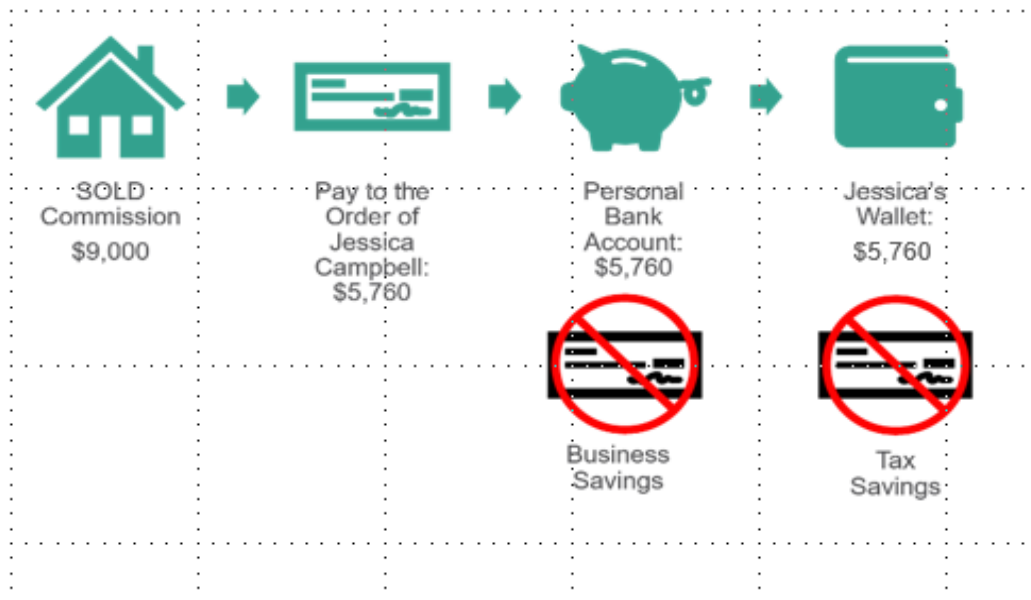 SOLD
Commission
$9,000
Pay to the
Order of
Jessica
Campbell:
$5,760
Personal
Bank
Account:
$5,760
Jessica's
Wallet:
$5,760
Business
Savings
Tax
Savings